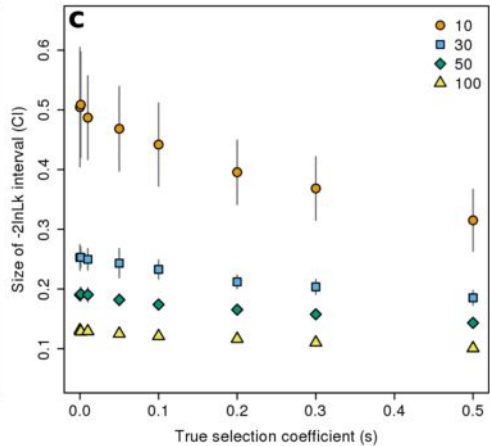 C
10
30
50
100
Size of -2lnLk interval (CI)
0.6
0.5
0.4
0.3
0.2
0.1
0.0 0.1 0.2 0.3 0.4 0.5
True selection coefficient (s)